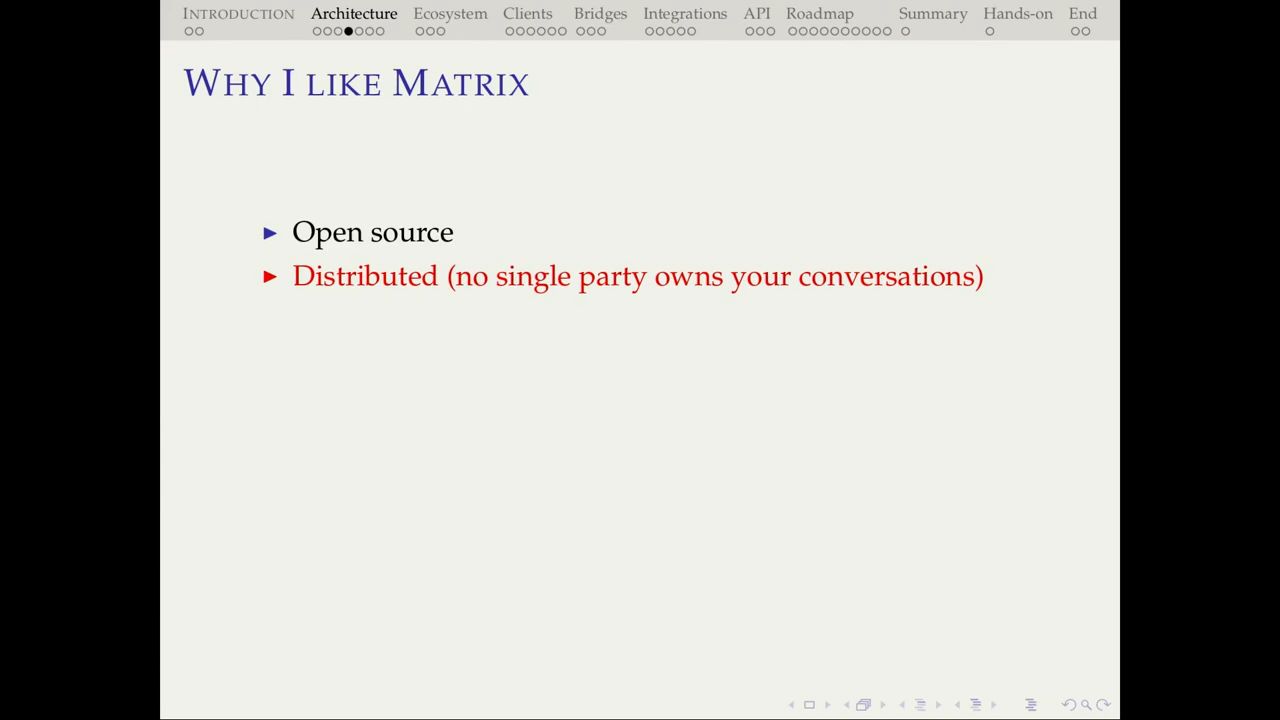 INTRODUCTION Architecture Ecosystem Clients Bridges Integrations API Roadmap Summary Hands-on End
WHY I LIKE MATRIX
Open source
Distributed (no single party owns your conversations)